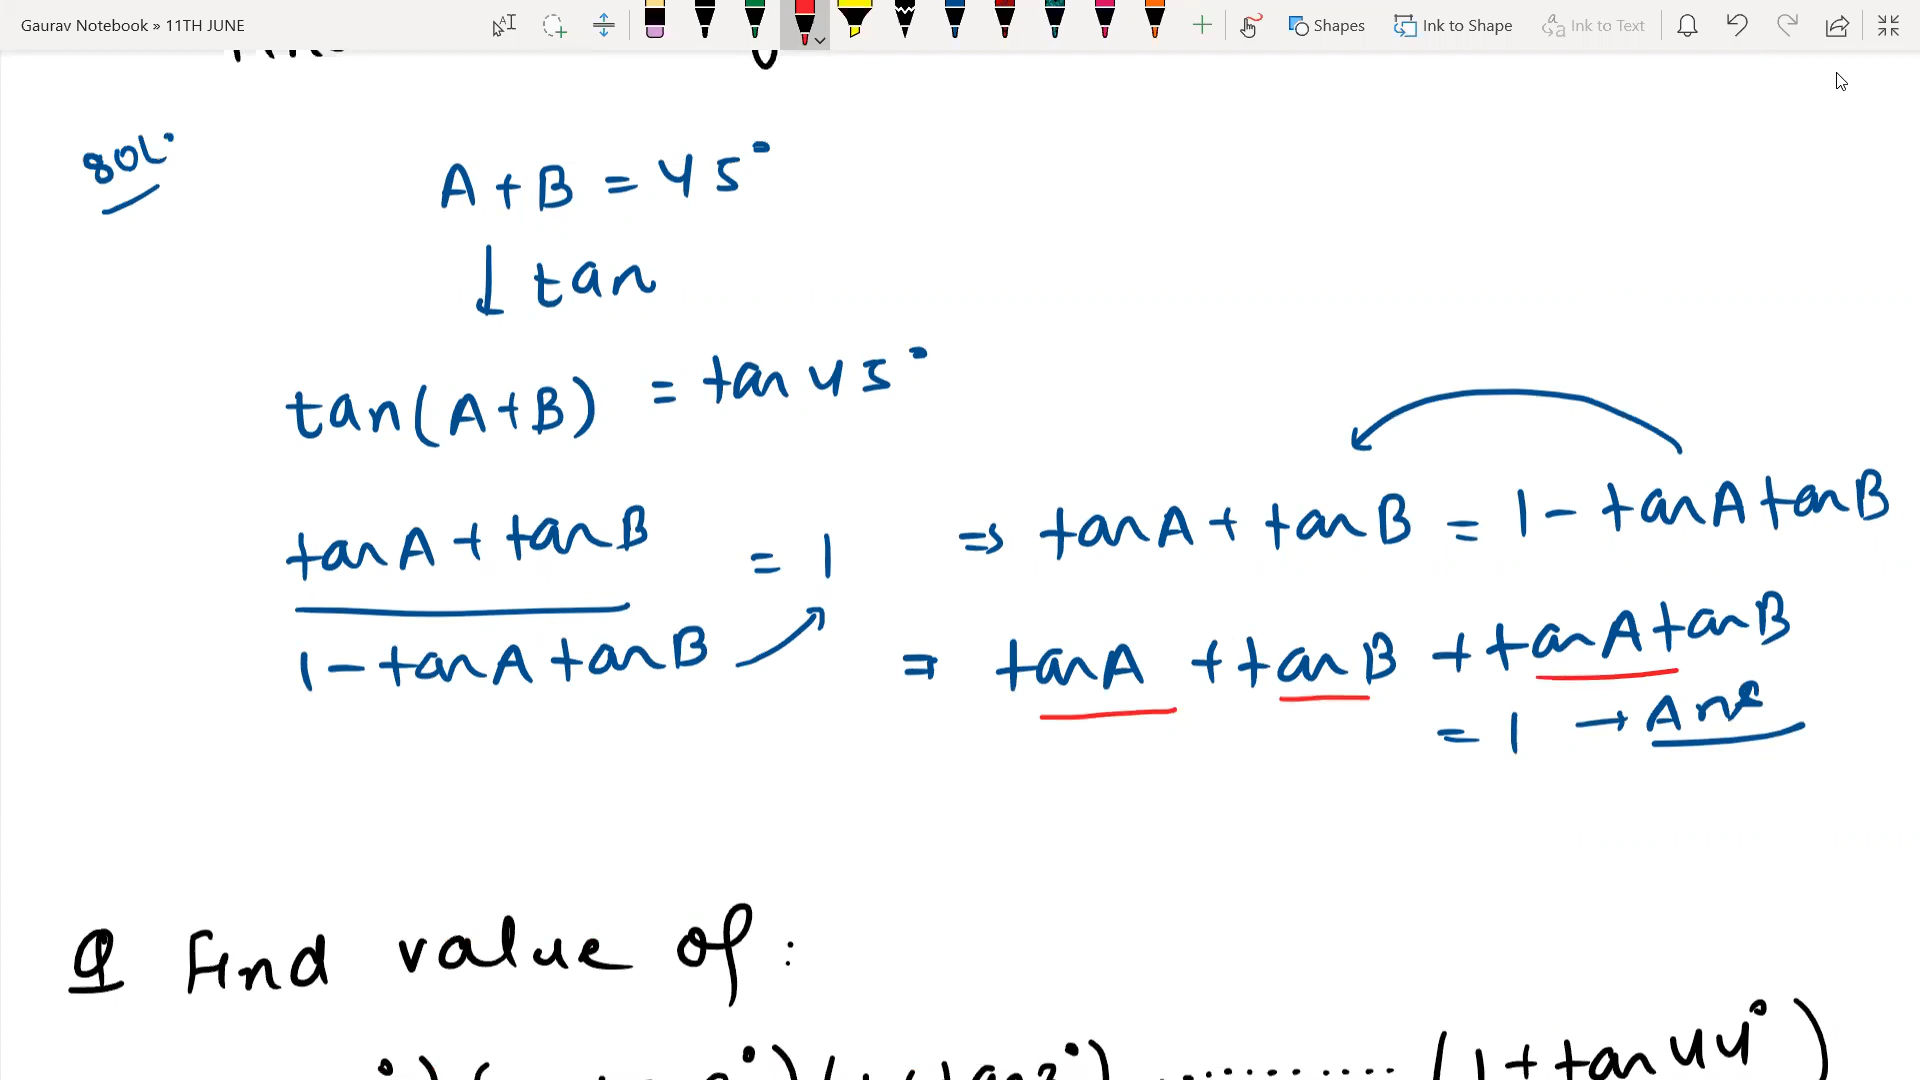 Gaurav Notebook » 11TH JUNE
Shapes
Ink to Shape
Ink to Text
Sol.
A + B = 45°
↓ tan
tan(A+B) = tan 45°
tanA + tanB / 1 - tanA tanB = 1
⇒ tanA + tanB = 1 - tanA tanB
⇒ tanA + tanB + tanA tanB
= 1 → Ans
Q Find value of :
.......... (1 + tan 44°)